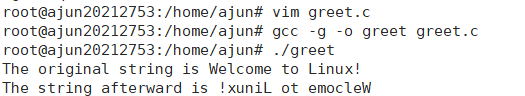 root@ajun20212753:/home/ajun# vim greet.c
root@ajun20212753:/home/ajun# gcc -g -o greet greet.c
root@ajun20212753:/home/ajun# ./greet
The original string is Welcome to Linux!
The string afterward is !xuniL ot emocleW